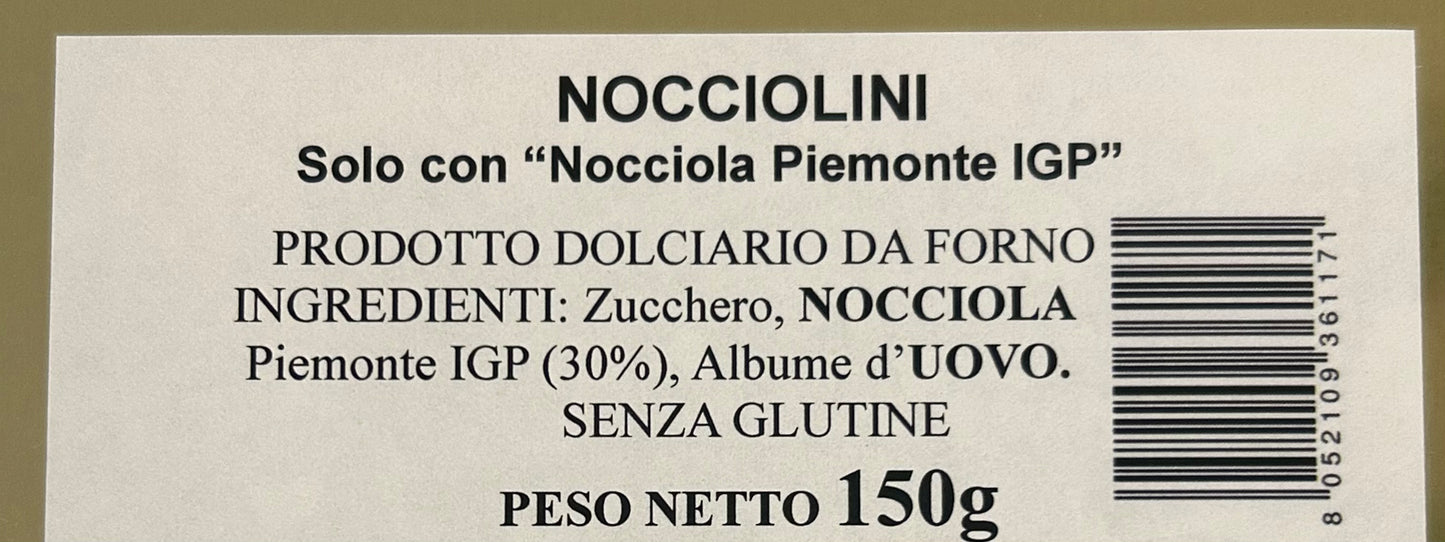 NOCCIOLINI
Solo con “Nocciola Piemonte IGP”
PRODOTTO DOLCIARIO DA FORNO
INGREDIENTI: Zucchero, NOCCIOLA
Piemonte IGP (30%), Albume d’UOVO.
SENZA GLUTINE
PESO NETTO 150g
8 052109 361171